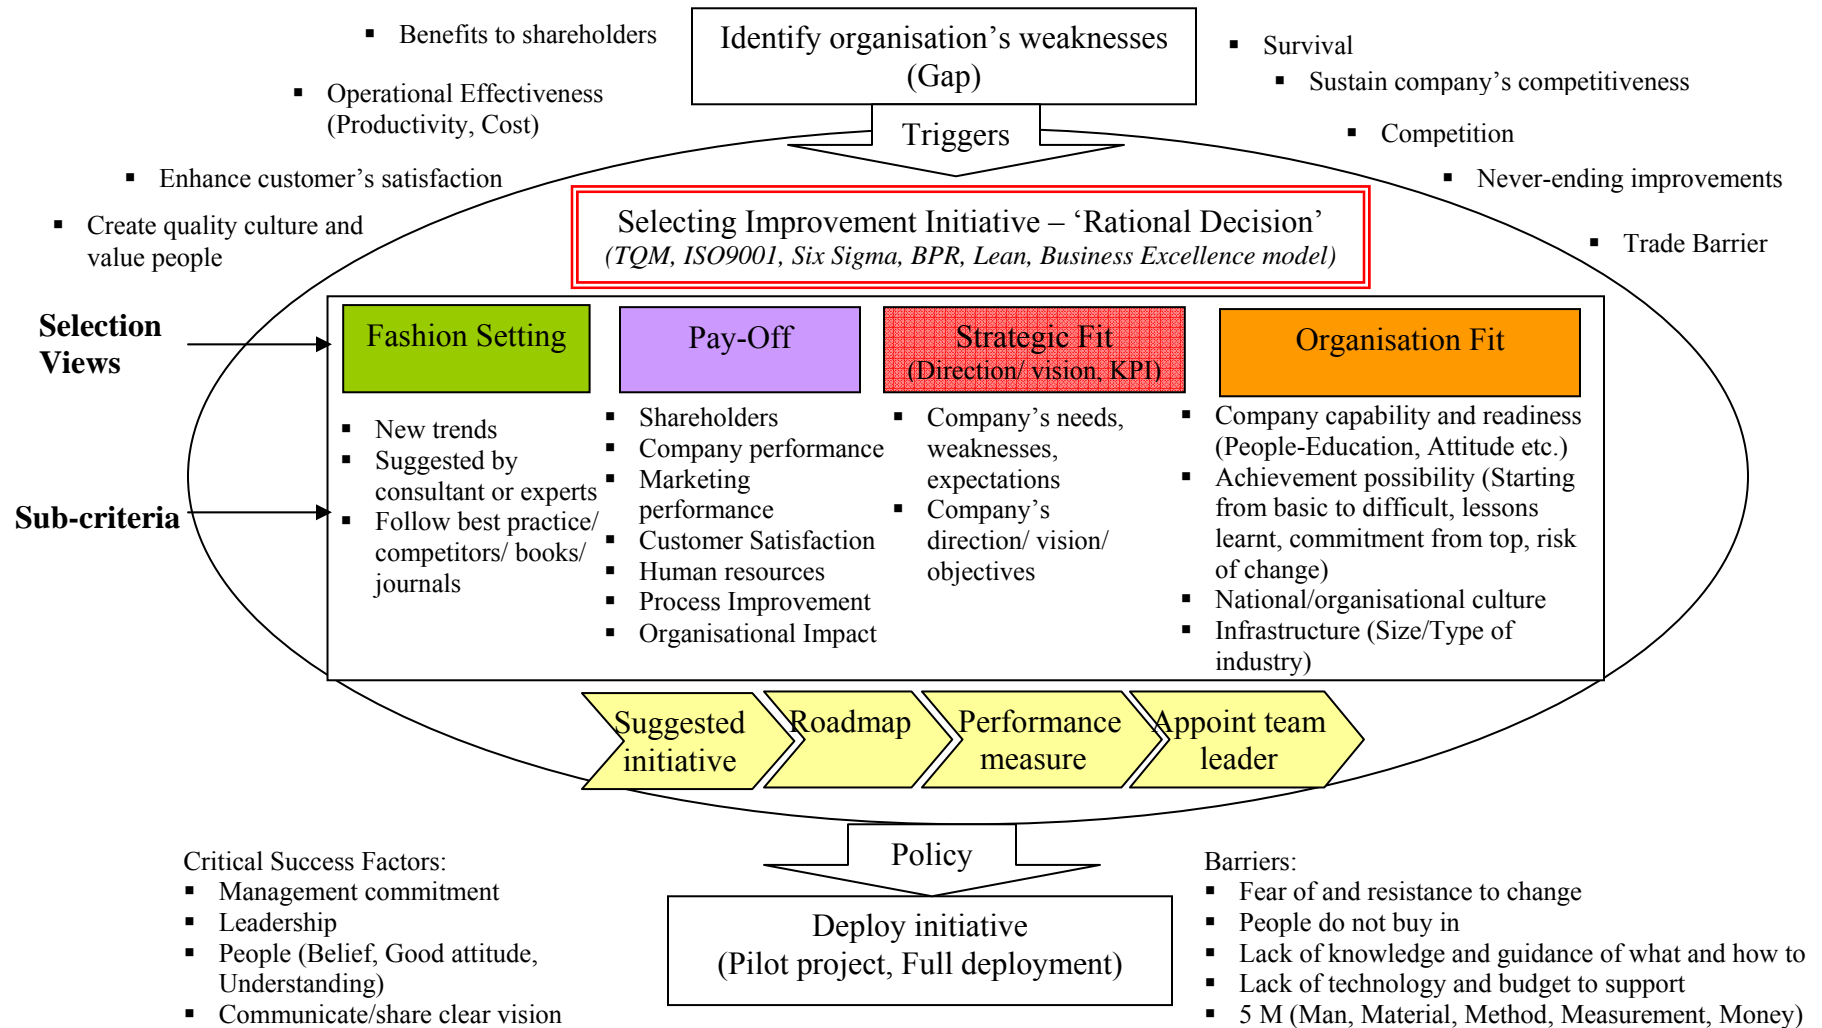 Identify organisation’s weaknesses
(Gap)
▪ Benefits to shareholders
▪ Operational Effectiveness
(Productivity, Cost)
▪ Enhance customer’s satisfaction
▪ Create quality culture and
value people
▪ Survival
▪ Sustain company’s competitiveness
▪ Competition
▪ Never-ending improvements
▪ Trade Barrier
Triggers
Selecting Improvement Initiative – ‘Rational Decision’
(TQM, ISO9001, Six Sigma, BPR, Lean, Business Excellence model)
Selection
Views
Fashion Setting
Pay-Off
Strategic Fit
(Direction/ vision, KPI)
Organisation Fit
Sub-criteria
▪ New trends
▪ Suggested by
consultant or experts
▪ Follow best practice/
competitors/ books/
journals
▪ Shareholders
▪ Company performance
▪ Marketing
performance
▪ Customer Satisfaction
▪ Human resources
▪ Process Improvement
▪ Organisational Impact
▪ Company’s needs,
weaknesses,
expectations
▪ Company’s
direction/ vision/
objectives
▪ Company capability and readiness
(People-Education, Attitude etc.)
▪ Achievement possibility (Starting
from basic to difficult, lessons
learnt, commitment from top, risk
of change)
▪ National/organisational culture
▪ Infrastructure (Size/Type of
industry)
Suggested
initiative
Roadmap
Performance
measure
Appoint team
leader
Policy
Deploy initiative
(Pilot project, Full deployment)
Critical Success Factors:
▪ Management commitment
▪ Leadership
▪ People (Belief, Good attitude,
Understanding)
▪ Communicate/share clear vision
Barriers:
▪ Fear of and resistance to change
▪ People do not buy in
▪ Lack of knowledge and guidance of what and how to
▪ Lack of technology and budget to support
▪ 5 M (Man, Material, Method, Measurement, Money)